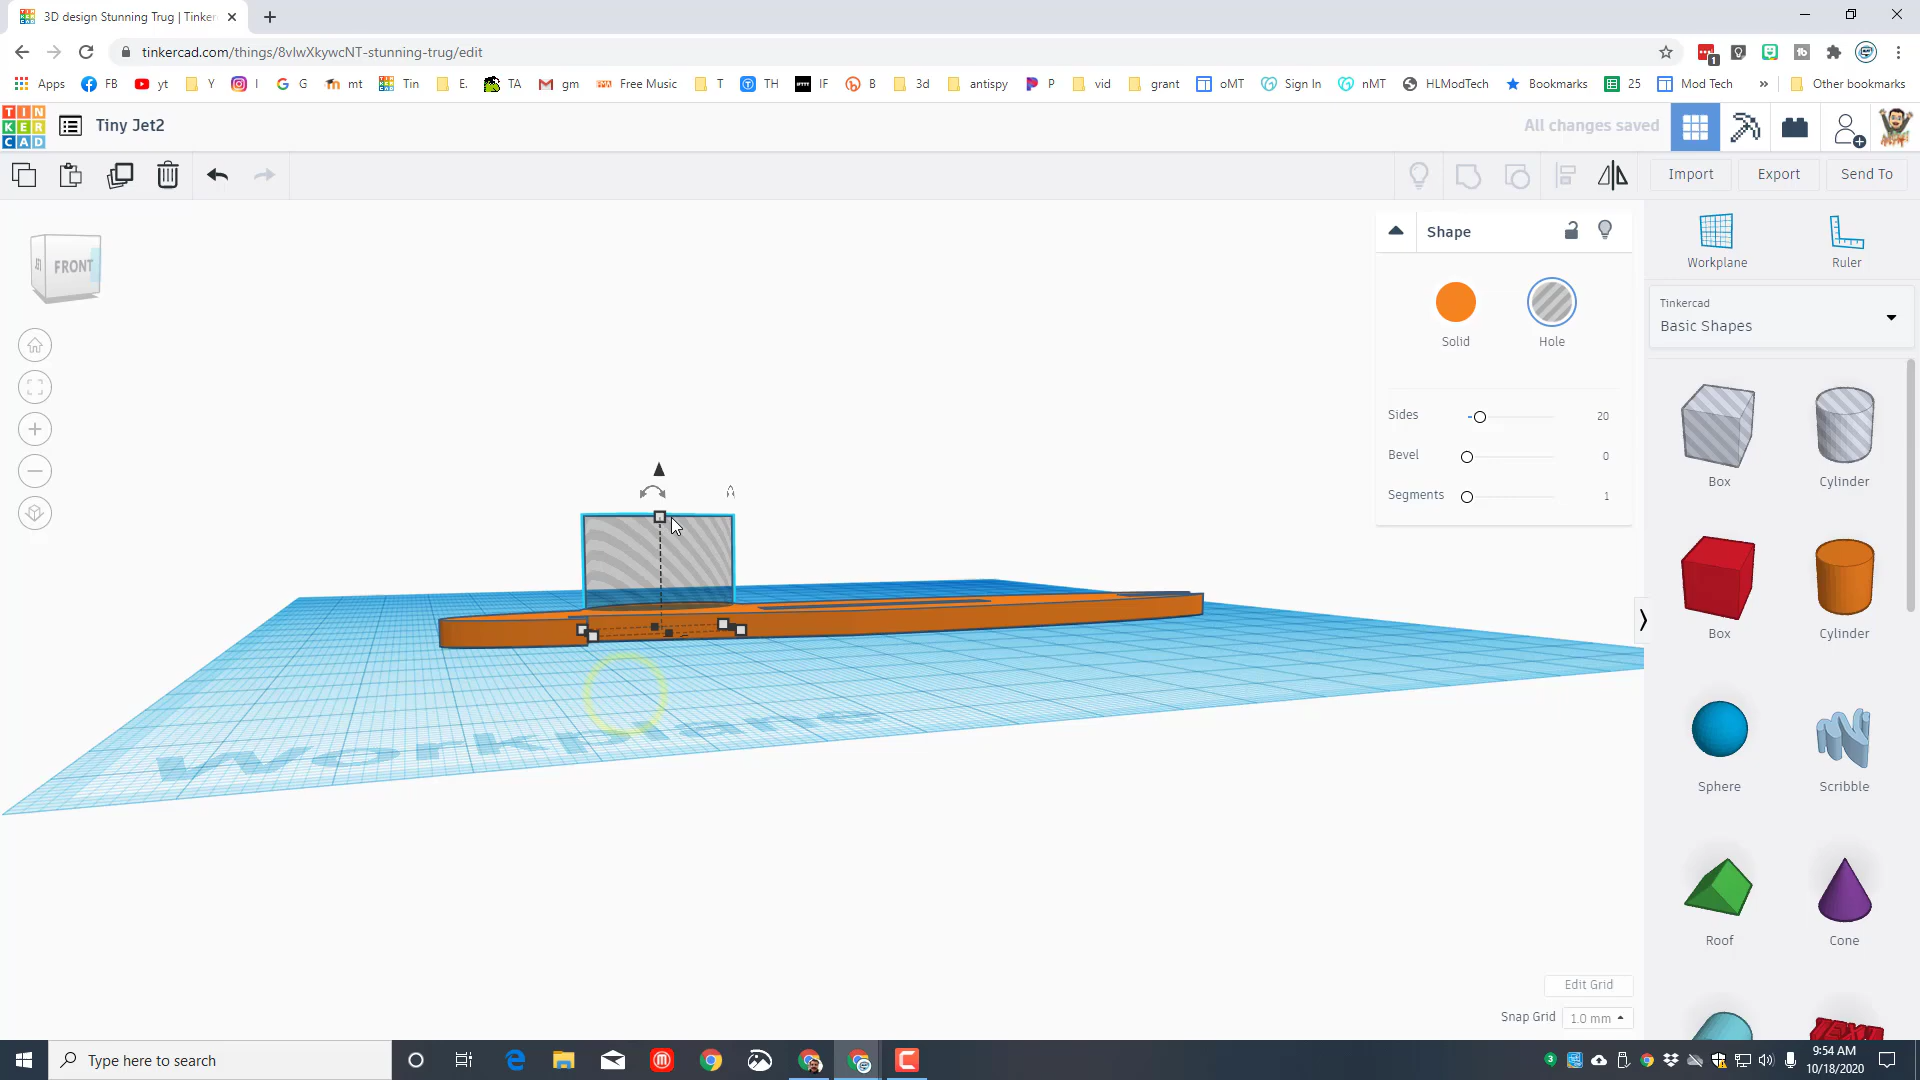 3D design Stunning Trug | Tinker
tinkercad.com/things/8vlwXkywcNT-stunning-trug/edit
1
Apps FB yt Y I G mt Tin E. TA gm Free Music T TH IF B 3d antispy P vid grant oMT Sign In nMT HLModTech Bookmarks 25 Mod Tech » Other bookmarks
TIN
KER
CAD
Tiny Jet2
All changes saved
Import Export Send To
FRONT
Shape
Solid Hole
Sides 20
Bevel 0
Segments 1
Workplane Ruler
Tinkercad
Basic Shapes
Box Cylinder
Box Cylinder
Sphere Scribble
Roof Cone
TEXT
Workplane
Edit Grid
Snap Grid 1.0 mm
Type here to search
3
9:54 AM
10/18/2020